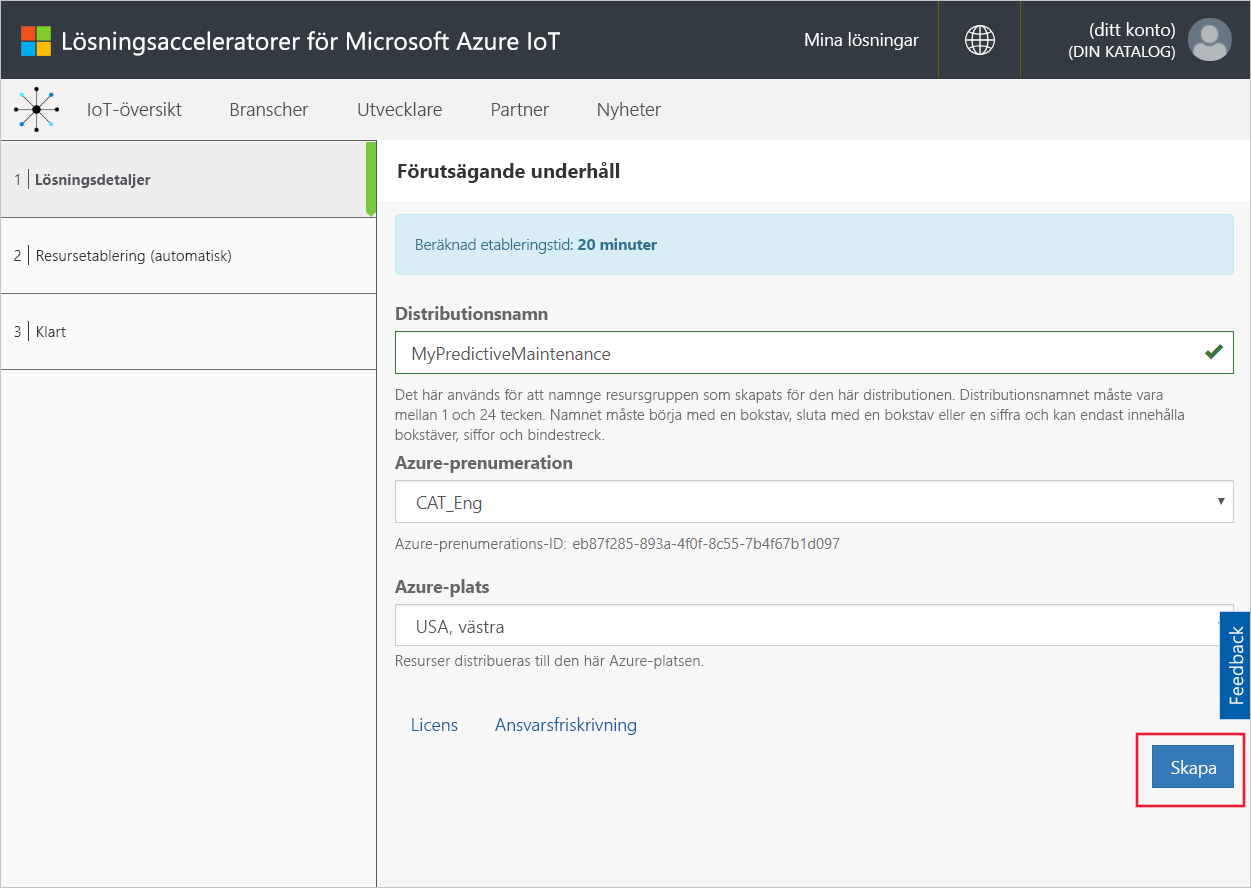 Lösningsacceleratorer för Microsoft Azure IoT
Mina lösningar
(ditt konto)
(DIN KATALOG)
IoT-översikt
Branscher
Utvecklare
Partner
Nyheter
1 Lösningsdetaljer
2 Resursetablering (automatisk)
3 Klart
Förutsägande underhåll
Beräknad etableringstid: 20 minuter
Distributionsnamn
MyPredictiveMaintenance
Det här används för att namnge resursgruppen som skapats för den här distributionen. Distributionsnamnet måste vara
mellan 1 och 24 tecken. Namnet måste börja med en bokstav, sluta med en bokstav eller en siffra och kan endast innehålla
bokstäver, siffor och bindestreck.
Azure-prenumeration
CAT_Eng
Azure-prenumerations-ID: eb87f285-893a-4f0f-8c55-7b4f67b1d097
Azure-plats
USA, västra
Resurser distribueras till den här Azure-platsen.
Feedback
Licens
Ansvarsfriskrivning
Skapa